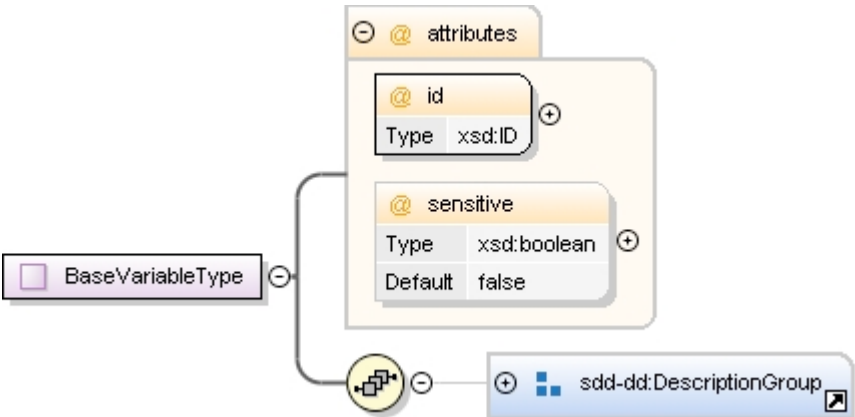 @ attributes
@ id
Type xsd:ID
@ sensitive
Type xsd:boolean
Default false
BaseVariableType
sdd-dd:DescriptionGroup